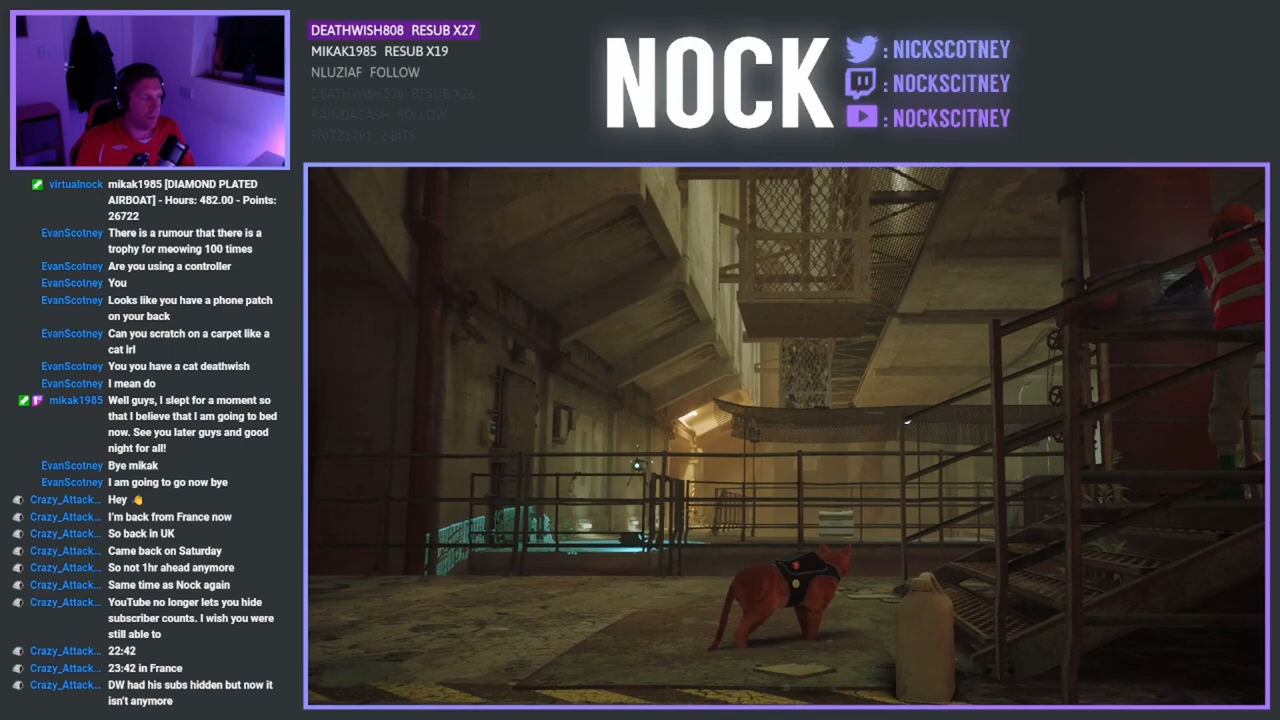 DEATHWISH808 RESUB X27
MIKAK1985 RESUB X19
NLUZIAF FOLLOW
DEATHWISH808 RESUB X26
RAINDACASH FOLLOW
FRITZ1791 2 BITS
NOCK
: NICKSCOTNEY
: NOCKSCITNEY
: NOCKSCITNEY
virtualnock mikak1985 [DIAMOND PLATED
AIRBOAT] - Hours: 482.00 - Points:
26722
EvanScotney There is a rumour that there is a
trophy for meowing 100 times
EvanScotney Are you using a controller
EvanScotney You
EvanScotney Looks like you have a phone patch
on your back
EvanScotney Can you scratch on a carpet like a
cat irl
EvanScotney You you have a cat deathwish
EvanScotney I mean do
mikak1985 Well guys, I slept for a moment so
that I believe that I am going to bed
now. See you later guys and good
night for all!
EvanScotney Bye mikak
EvanScotney I am going to go now bye
Crazy_Attack... Hey 👋
Crazy_Attack... I'm back from France now
Crazy_Attack... So back in UK
Crazy_Attack... Came back on Saturday
Crazy_Attack... So not 1hr ahead anymore
Crazy_Attack... Same time as Nock again
Crazy_Attack... YouTube no longer lets you hide
subscriber counts. I wish you were
still able to
Crazy_Attack... 22:42
Crazy_Attack... 23:42 in France
Crazy_Attack... DW had his subs hidden but now it
isn't anymore